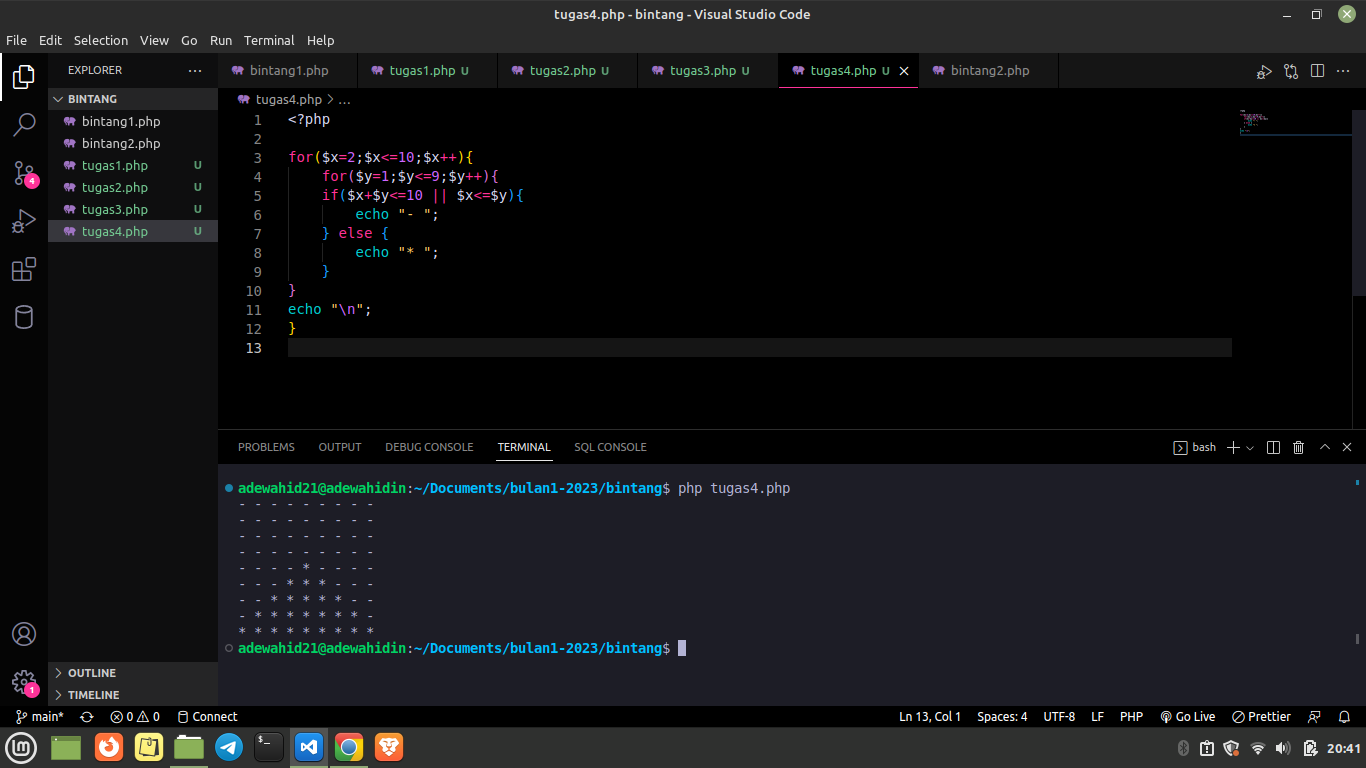 tugas4.php - bintang - Visual Studio Code
File Edit Selection View Go Run Terminal Help
EXPLORER ...
BINTANG
bintang1.php
bintang2.php
tugas1.php U
tugas2.php U
tugas3.php U
tugas4.php U
OUTLINE
TIMELINE
bintang1.php tugas1.php U tugas2.php U tugas3.php U tugas4.php U bintang2.php
tugas4.php > ...
1 <?php
2
3 for($x=2;$x<=10;$x++){
4     for($y=1;$y<=9;$y++){
5     if($x+$y<=10 || $x<=$y){
6         echo "- ";
7     } else {
8         echo "* ";
9     }
10 }
11 echo "\n";
12 }
13
PROBLEMS OUTPUT DEBUG CONSOLE TERMINAL SQL CONSOLE bash
adewahid21@adewahidin:~/Documents/bulan1-2023/bintang$ php tugas4.php
- - - - - - - - -
- - - - - - - - -
- - - - - - - - -
- - - - - - - - -
- - - - * - - - -
- - - * * * - - -
- - * * * * * - -
- * * * * * * * -
* * * * * * * * *
adewahid21@adewahidin:~/Documents/bulan1-2023/bintang$
4
1
main* 0 0 Connect Ln 13, Col 1 Spaces: 4 UTF-8 LF PHP Go Live Prettier
20:41